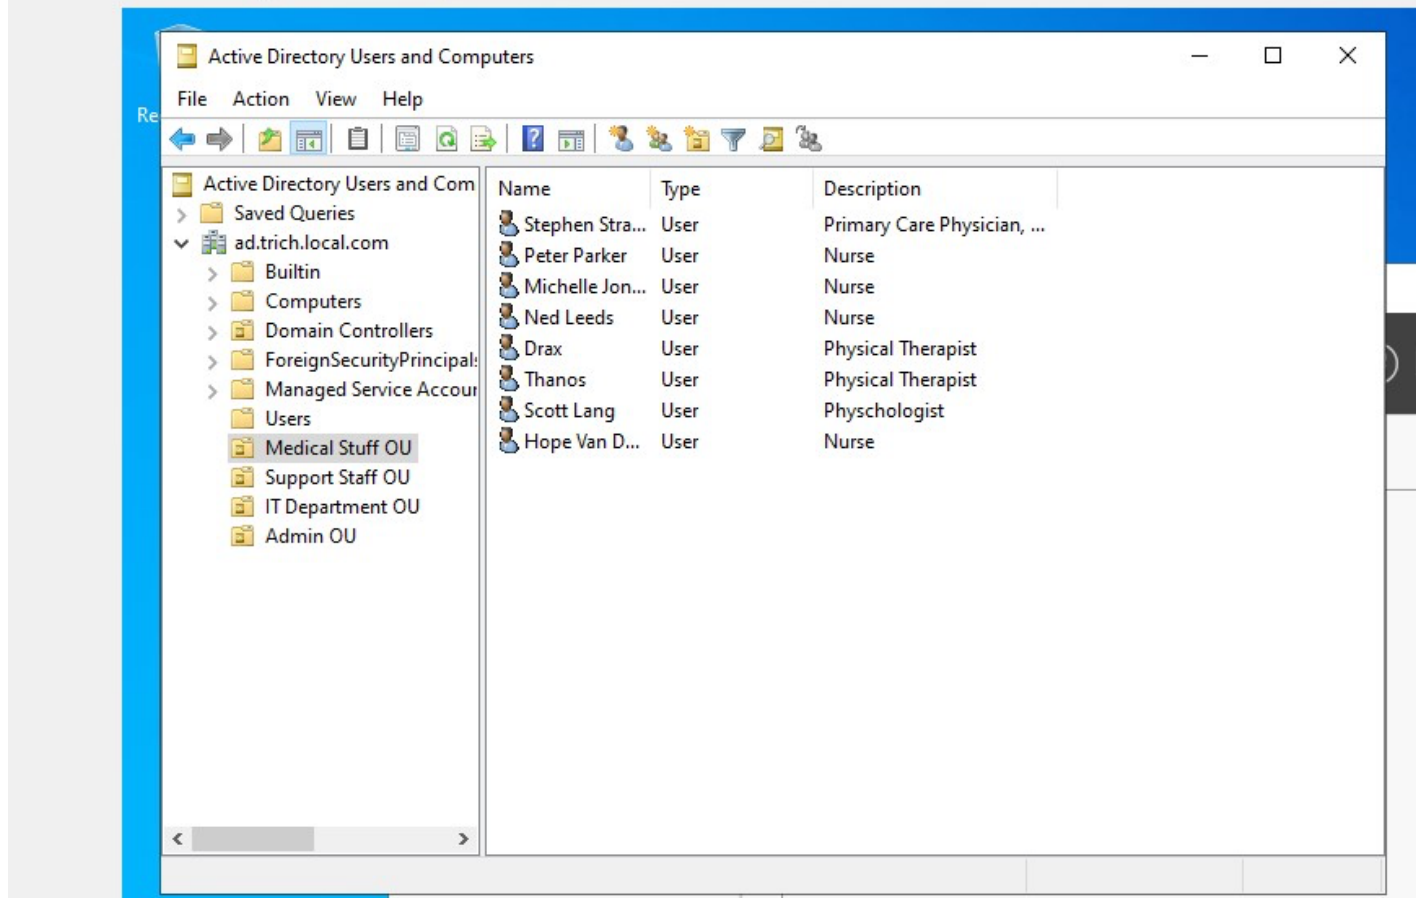 Re
Active Directory Users and Computers
File Action View Help
Active Directory Users and Com
Saved Queries
ad.trich.local.com
Builtin
Computers
Domain Controllers
ForeignSecurityPrincipals
Managed Service Accour
Users
Medical Stuff OU
Support Staff OU
IT Department OU
Admin OU
Name Type Description
Stephen Stra... User Primary Care Physician, ...
Peter Parker User Nurse
Michelle Jon... User Nurse
Ned Leeds User Nurse
Drax User Physical Therapist
Thanos User Physical Therapist
Scott Lang User Physchologist
Hope Van D... User Nurse